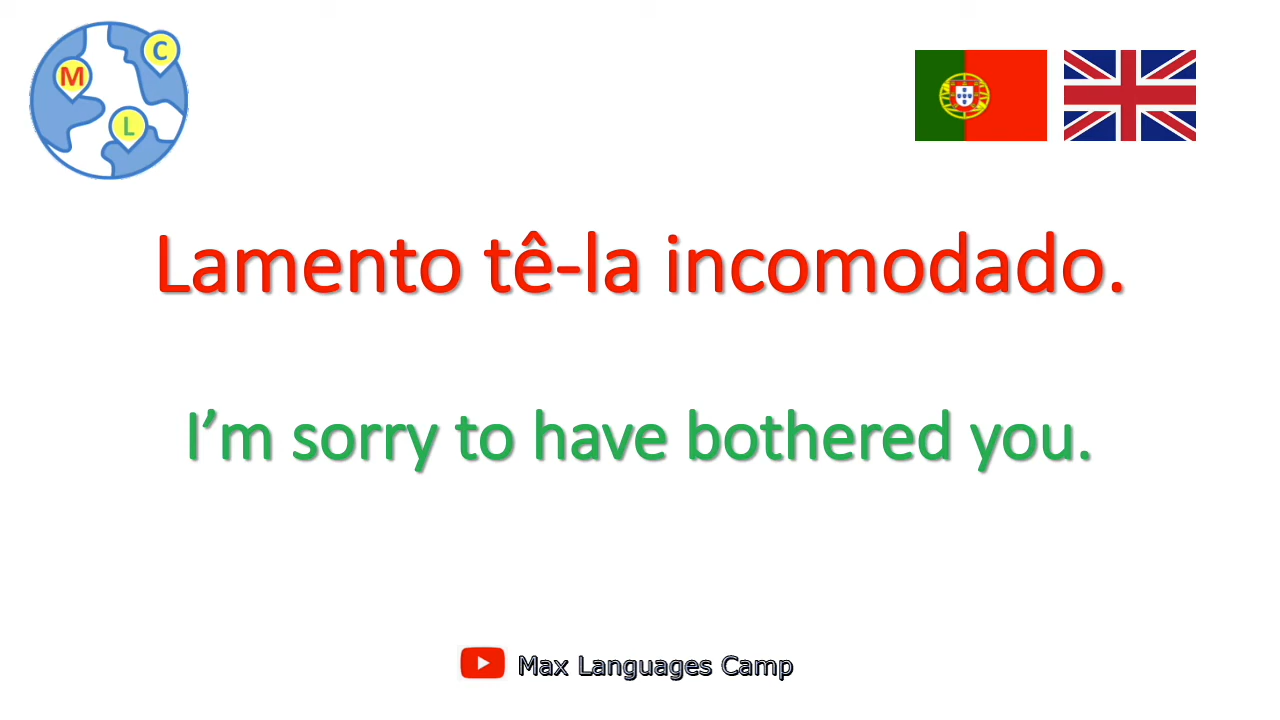 M
C
L
Lamento tê-la incomodado.
I’m sorry to have bothered you.
Max Languages Camp